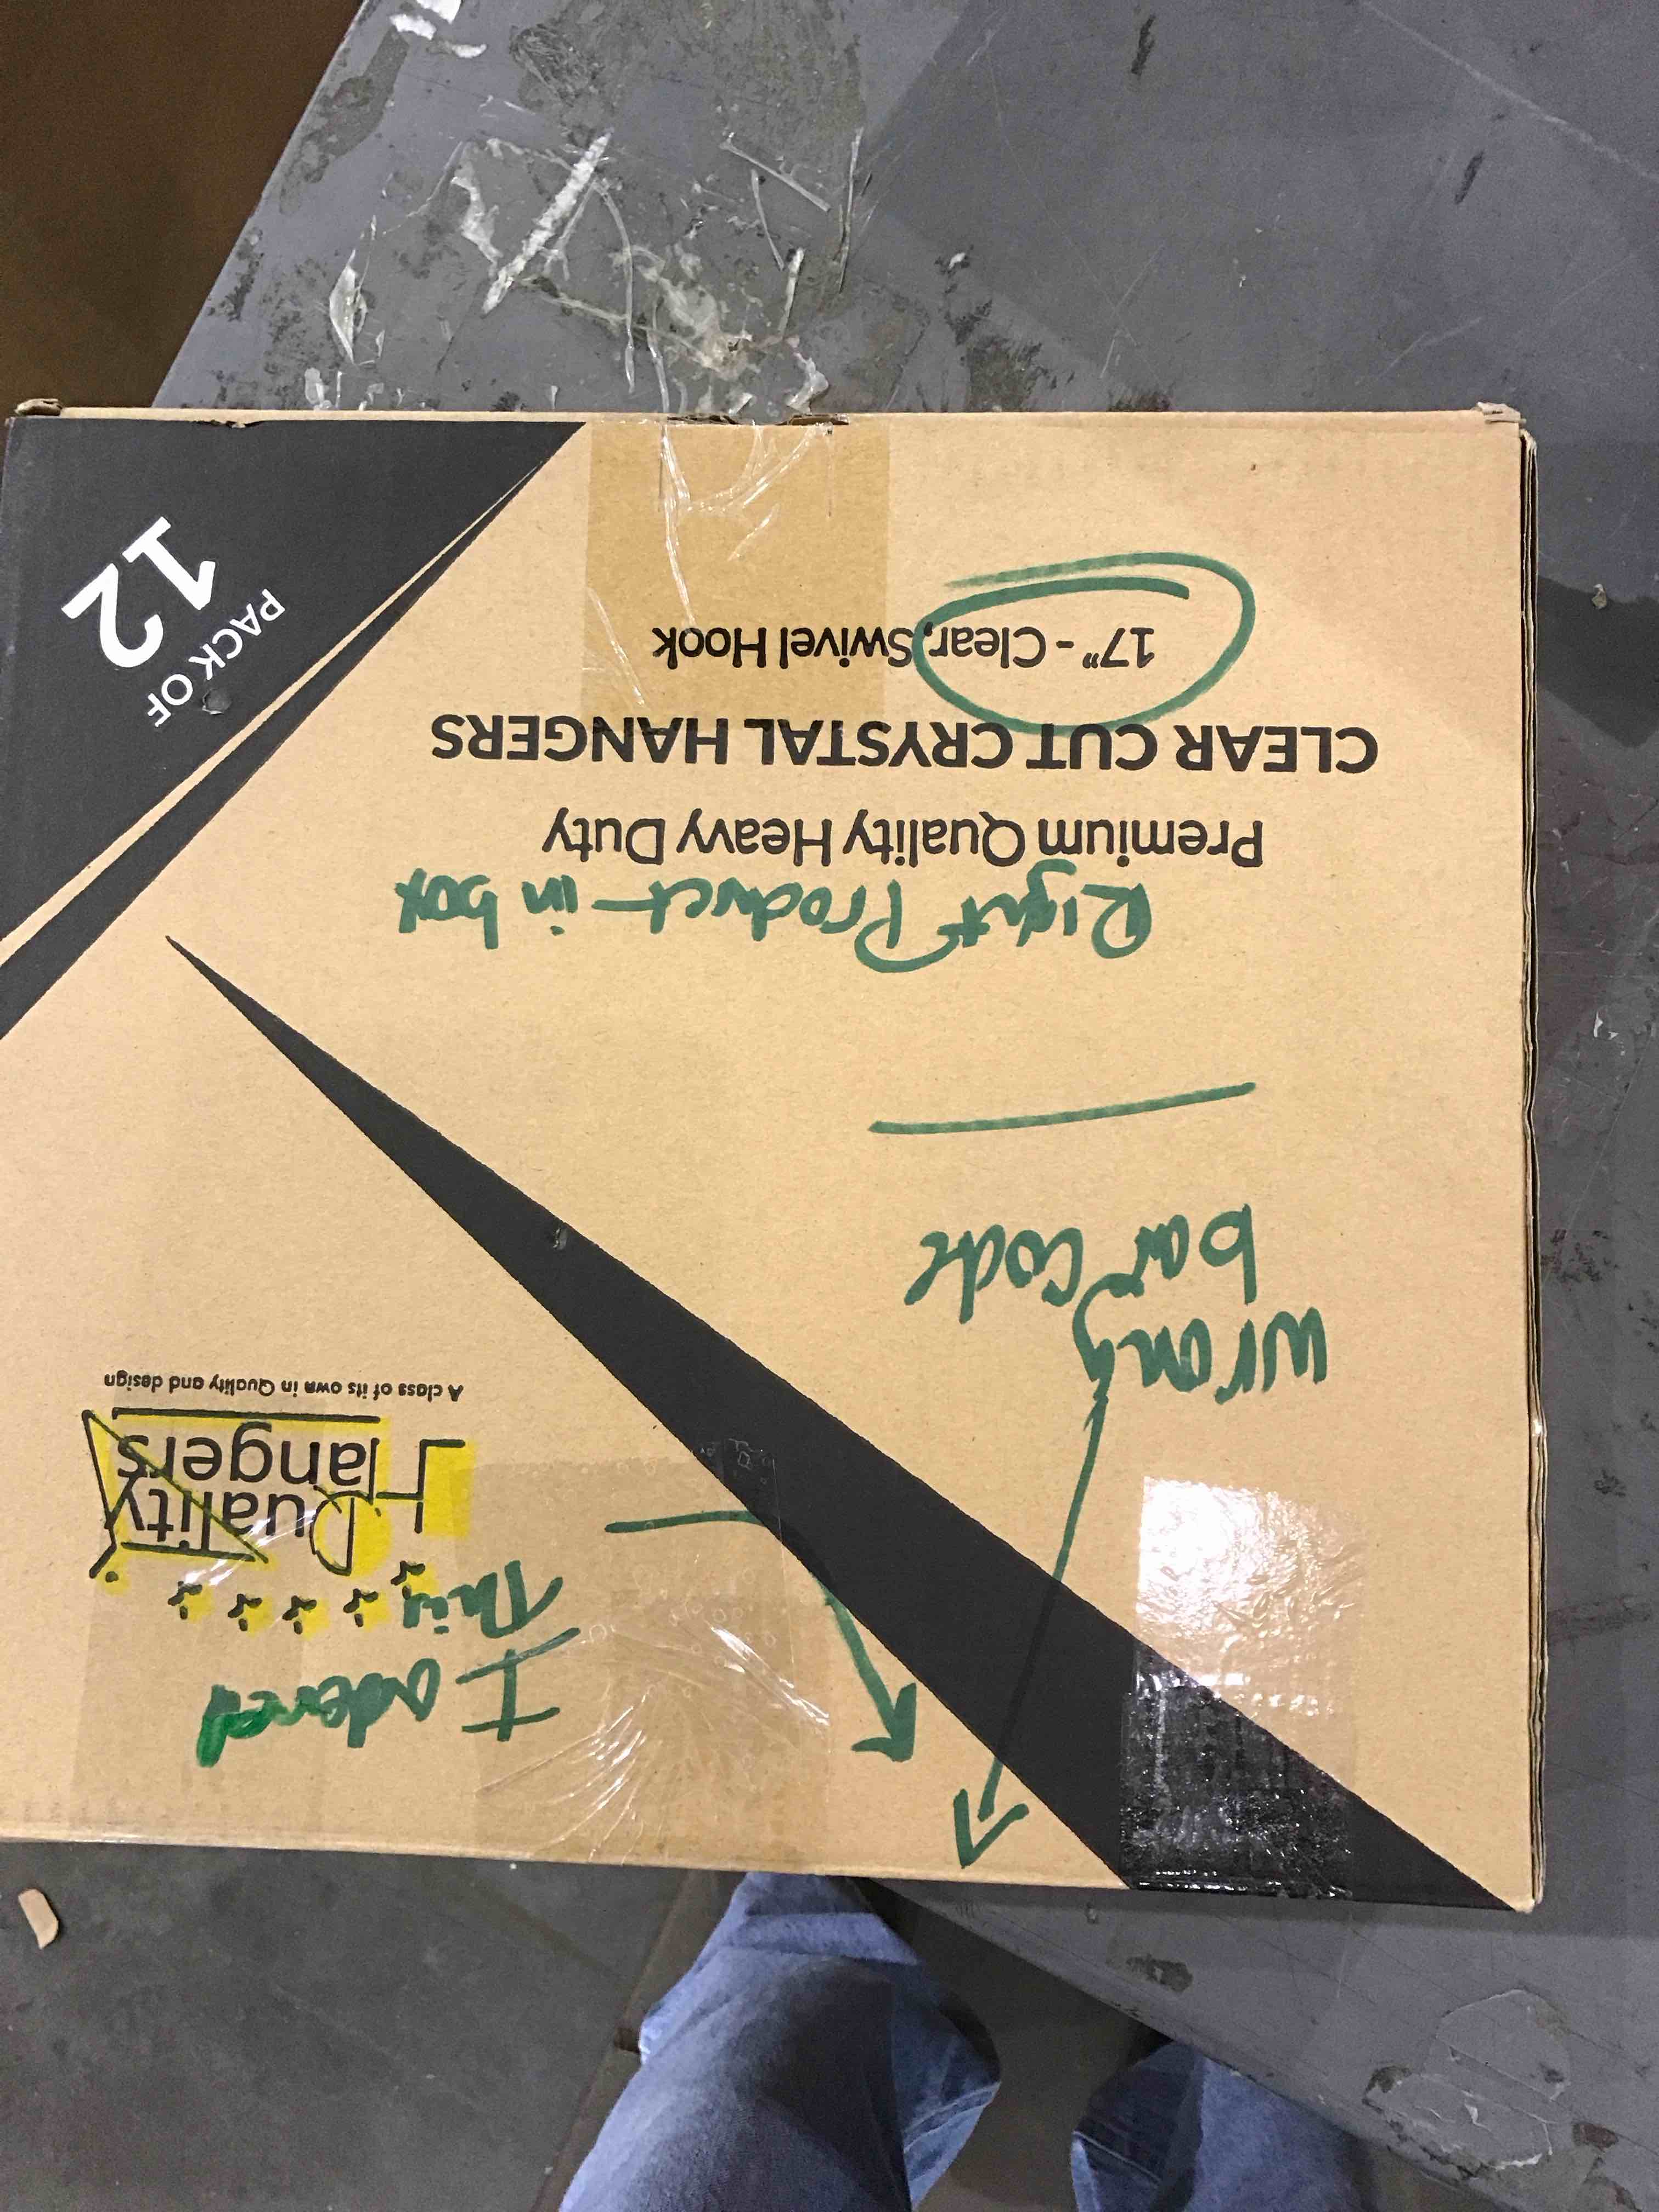 I odered
This
Quality
Hangers
A class of its own in Quality and design
wrong
bar code
Right Product in box
Premium Quality Heavy Duty
CLEAR CUT CRYSTAL HANGERS
17" - Clear, Swivel Hook
PACK OF
12